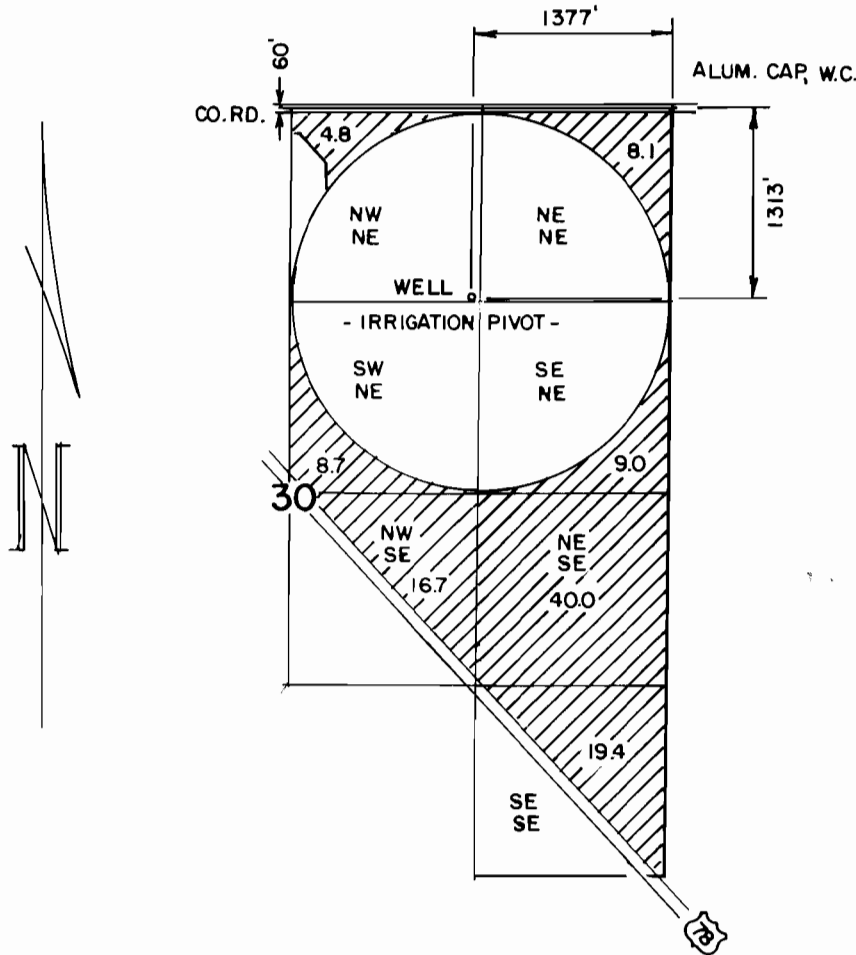 1377'
60'
ALUM. CAP, W.C.
CO.RD.
4.8
8.1
1313'
NW
NE
NE
NE
WELL
- IRRIGATION PIVOT -
SW
NE
SE
NE
8.7
9.0
30
NW
SE
16.7
NE
SE
40.0
N
19.4
SE
SE
78